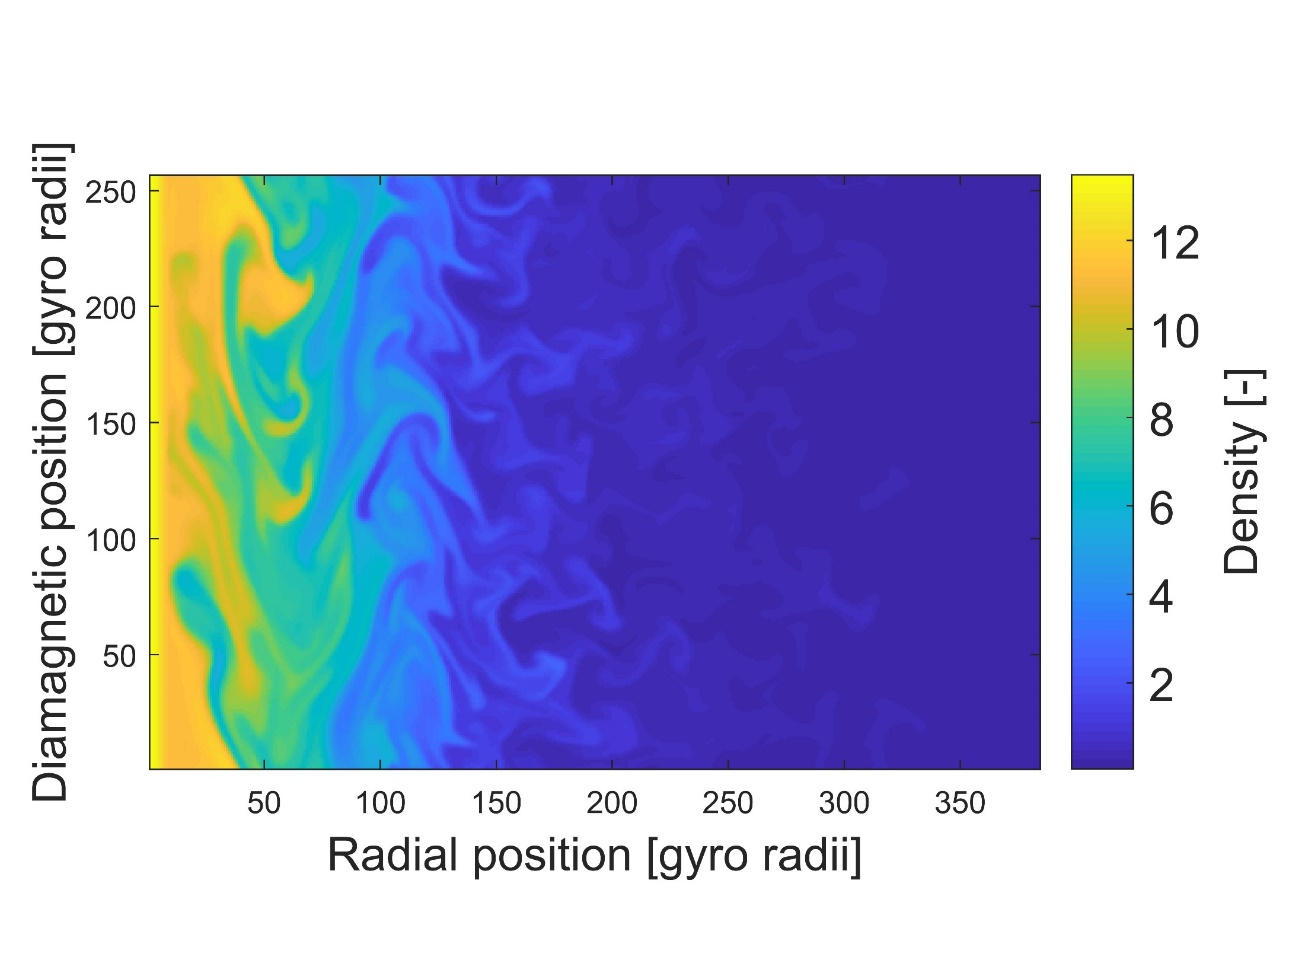 Diamagnetic position [gyro radii]
250
200
150
100
50
50 100 150 200 250 300 350
Radial position [gyro radii]
12
10
8
6
4
2
Density [-]